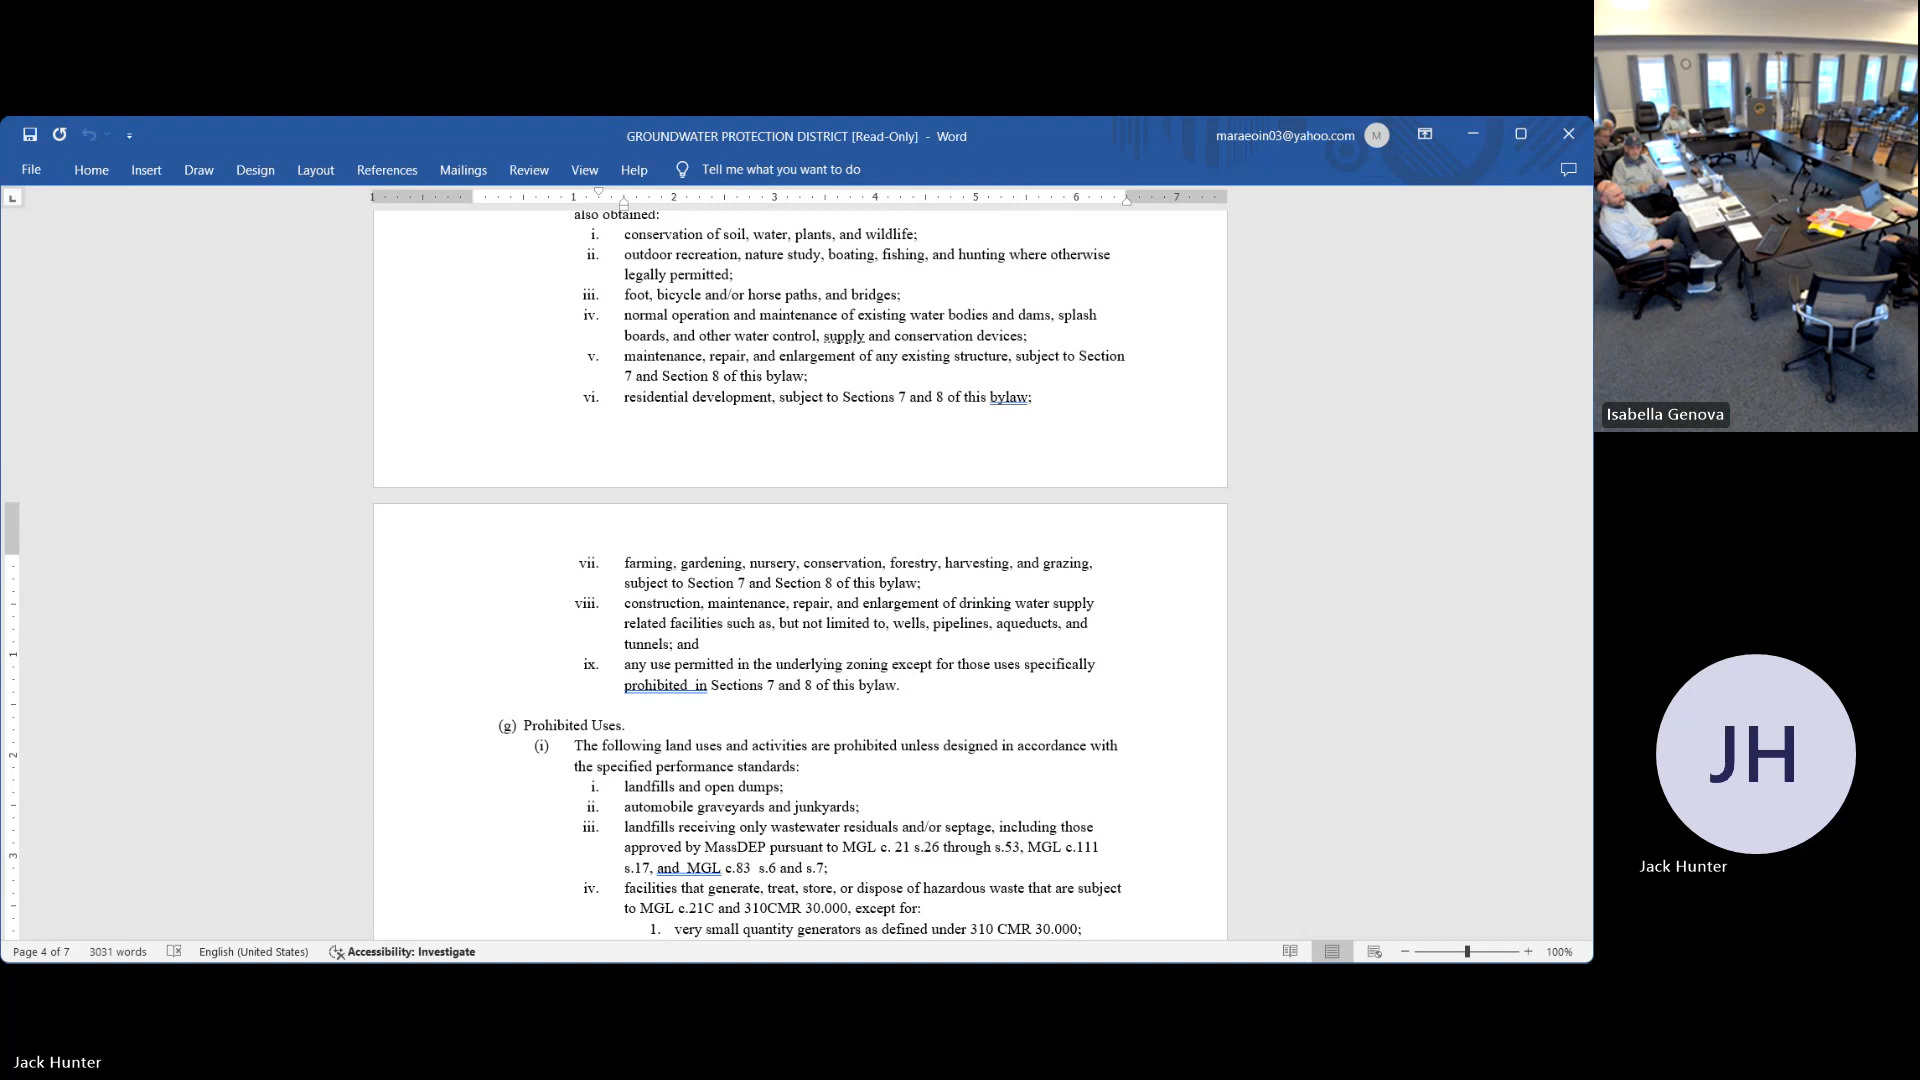 GROUNDWATER PROTECTION DISTRICT [Read-Only] - Word
maraeoin03@yahoo.com
M
File Home Insert Draw Design Layout References Mailings Review View Help Tell me what you want to do
1 1 2 3 4 5 6 7
also obtained:
i. conservation of soil, water, plants, and wildlife;
ii. outdoor recreation, nature study, boating, fishing, and hunting where otherwise
legally permitted;
iii. foot, bicycle and/or horse paths, and bridges;
iv. normal operation and maintenance of existing water bodies and dams, splash
boards, and other water control, supply and conservation devices;
v. maintenance, repair, and enlargement of any existing structure, subject to Section
7 and Section 8 of this bylaw;
vi. residential development, subject to Sections 7 and 8 of this bylaw;
vii. farming, gardening, nursery, conservation, forestry, harvesting, and grazing,
subject to Section 7 and Section 8 of this bylaw;
viii. construction, maintenance, repair, and enlargement of drinking water supply
related facilities such as, but not limited to, wells, pipelines, aqueducts, and
tunnels; and
ix. any use permitted in the underlying zoning except for those uses specifically
prohibited in Sections 7 and 8 of this bylaw.
(g) Prohibited Uses.
(i) The following land uses and activities are prohibited unless designed in accordance with
the specified performance standards:
i. landfills and open dumps;
ii. automobile graveyards and junkyards;
iii. landfills receiving only wastewater residuals and/or septage, including those
approved by MassDEP pursuant to MGL c. 21 s.26 through s.53, MGL c.111
s.17, and MGL c.83 s.6 and s.7;
iv. facilities that generate, treat, store, or dispose of hazardous waste that are subject
to MGL c.21C and 310CMR 30.000, except for:
1. very small quantity generators as defined under 310 CMR 30.000;
1
2
3
Page 4 of 7 3031 words English (United States) Accessibility: Investigate 100%
Isabella Genova
JH
Jack Hunter
Jack Hunter